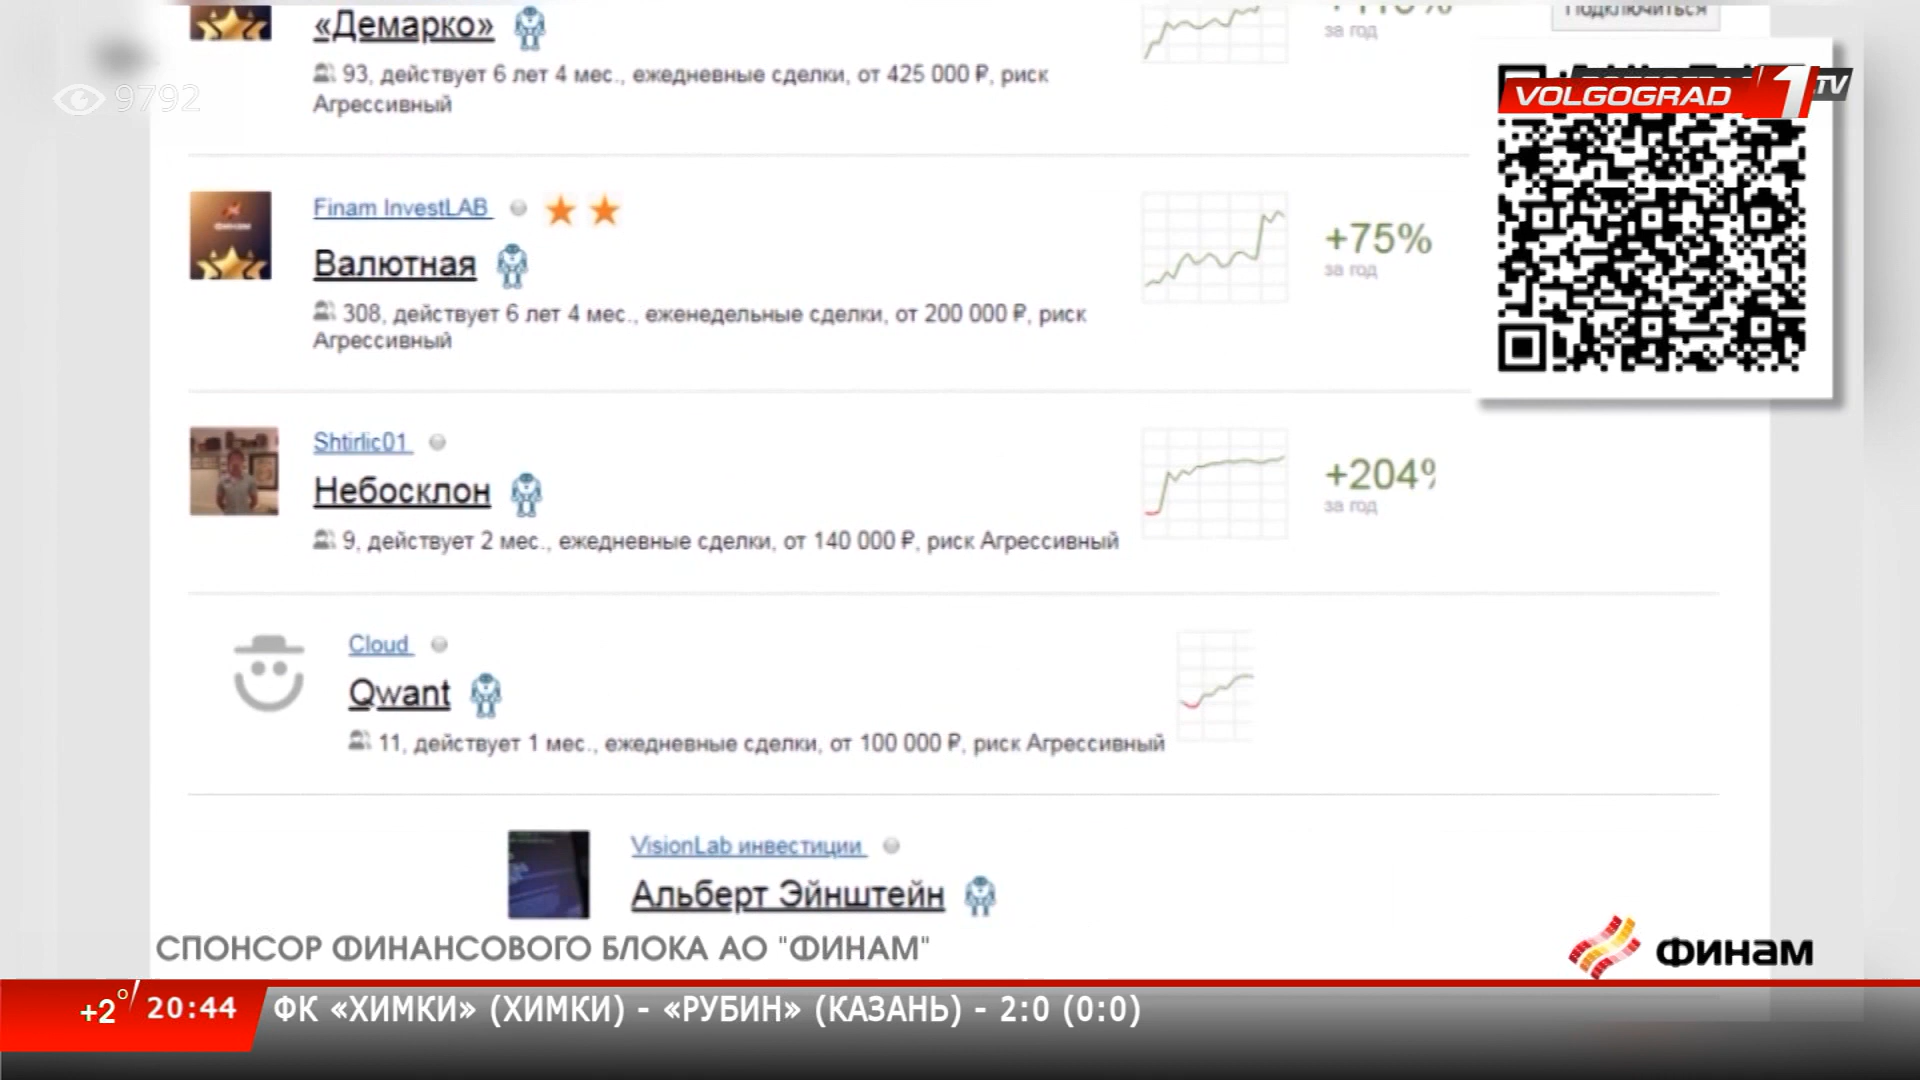 «Демарко»
93, действует 6 лет 4 мес., ежедневные сделки, от 425 000 ₽, риск
Агрессивный
за год
Подключиться
9792
VOLGOGRAD 1 TV
Finam InvestLAB
Валютная
308, действует 6 лет 4 мес., еженедельные сделки, от 200 000 ₽, риск
Агрессивный
+75%
за год
Shtirlic01
Небосклон
9, действует 2 мес., ежедневные сделки, от 140 000 ₽, риск Агрессивный
+204%
за год
Cloud
Qwant
11, действует 1 мес., ежедневные сделки, от 100 000 ₽, риск Агрессивный
VisionLab инвестиции
Альберт Эйнштейн
СПОНСОР ФИНАНСОВОГО БЛОКА АО "ФИНАМ"
ФИНАМ
+2° 20:44
ФК «ХИМКИ» (ХИМКИ) - «РУБИН» (КАЗАНЬ) - 2:0 (0:0)